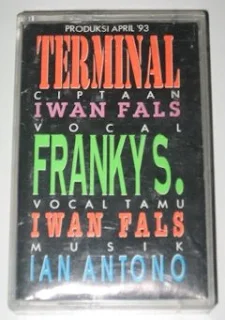 PRODUKSI APRIL '93
TERMINAL
CIPTAAN
IWAN FALS
VOCAL
FRANKY S.
VOCAL TAMU
IWAN FALS
MUSIK
IAN ANTONO